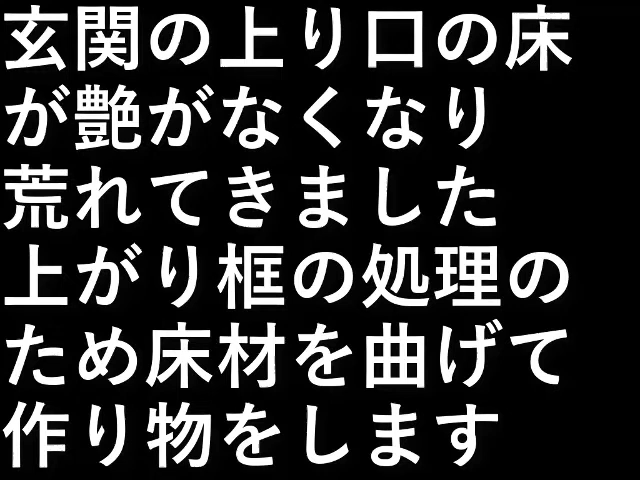 玄関の上り口の床
が艶がなくなり
荒れてきました
上がり框の処理の
ため床材を曲げて
作り物をします